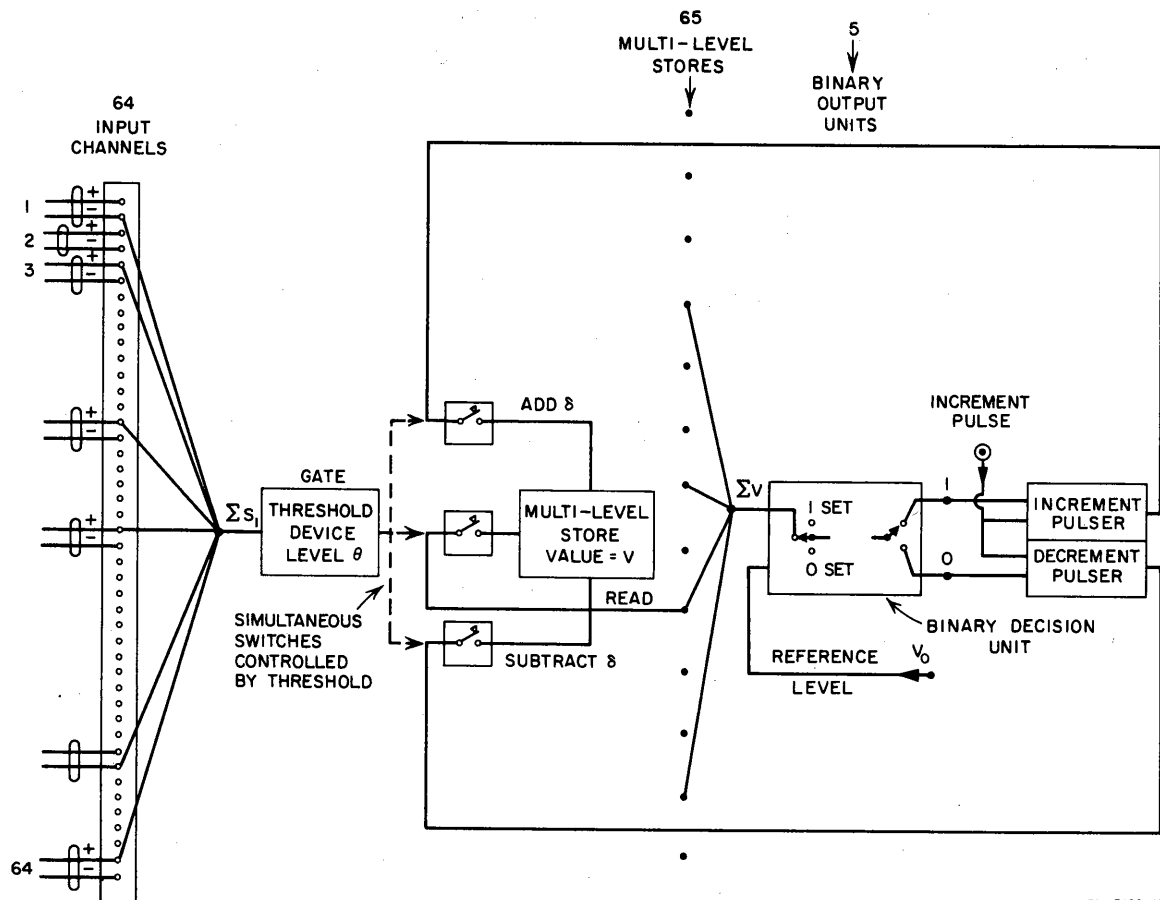 65
MULTI-LEVEL
STORES
5
BINARY
OUTPUT
UNITS
64
INPUT
CHANNELS
1
+
-
2
+
-
3
+
-
+
-
+
-
64
+
-
ΣS₁
GATE
THRESHOLD
DEVICE
LEVEL θ
SIMULTANEOUS
SWITCHES
CONTROLLED
BY THRESHOLD
ADD δ
MULTI-LEVEL
STORE
VALUE = V
READ
SUBTRACT δ
ΣV
1 SET
0 SET
REFERENCE
LEVEL
V₀
BINARY DECISION
UNIT
INCREMENT
PULSE
1
0
INCREMENT
PULSER
DECREMENT
PULSER